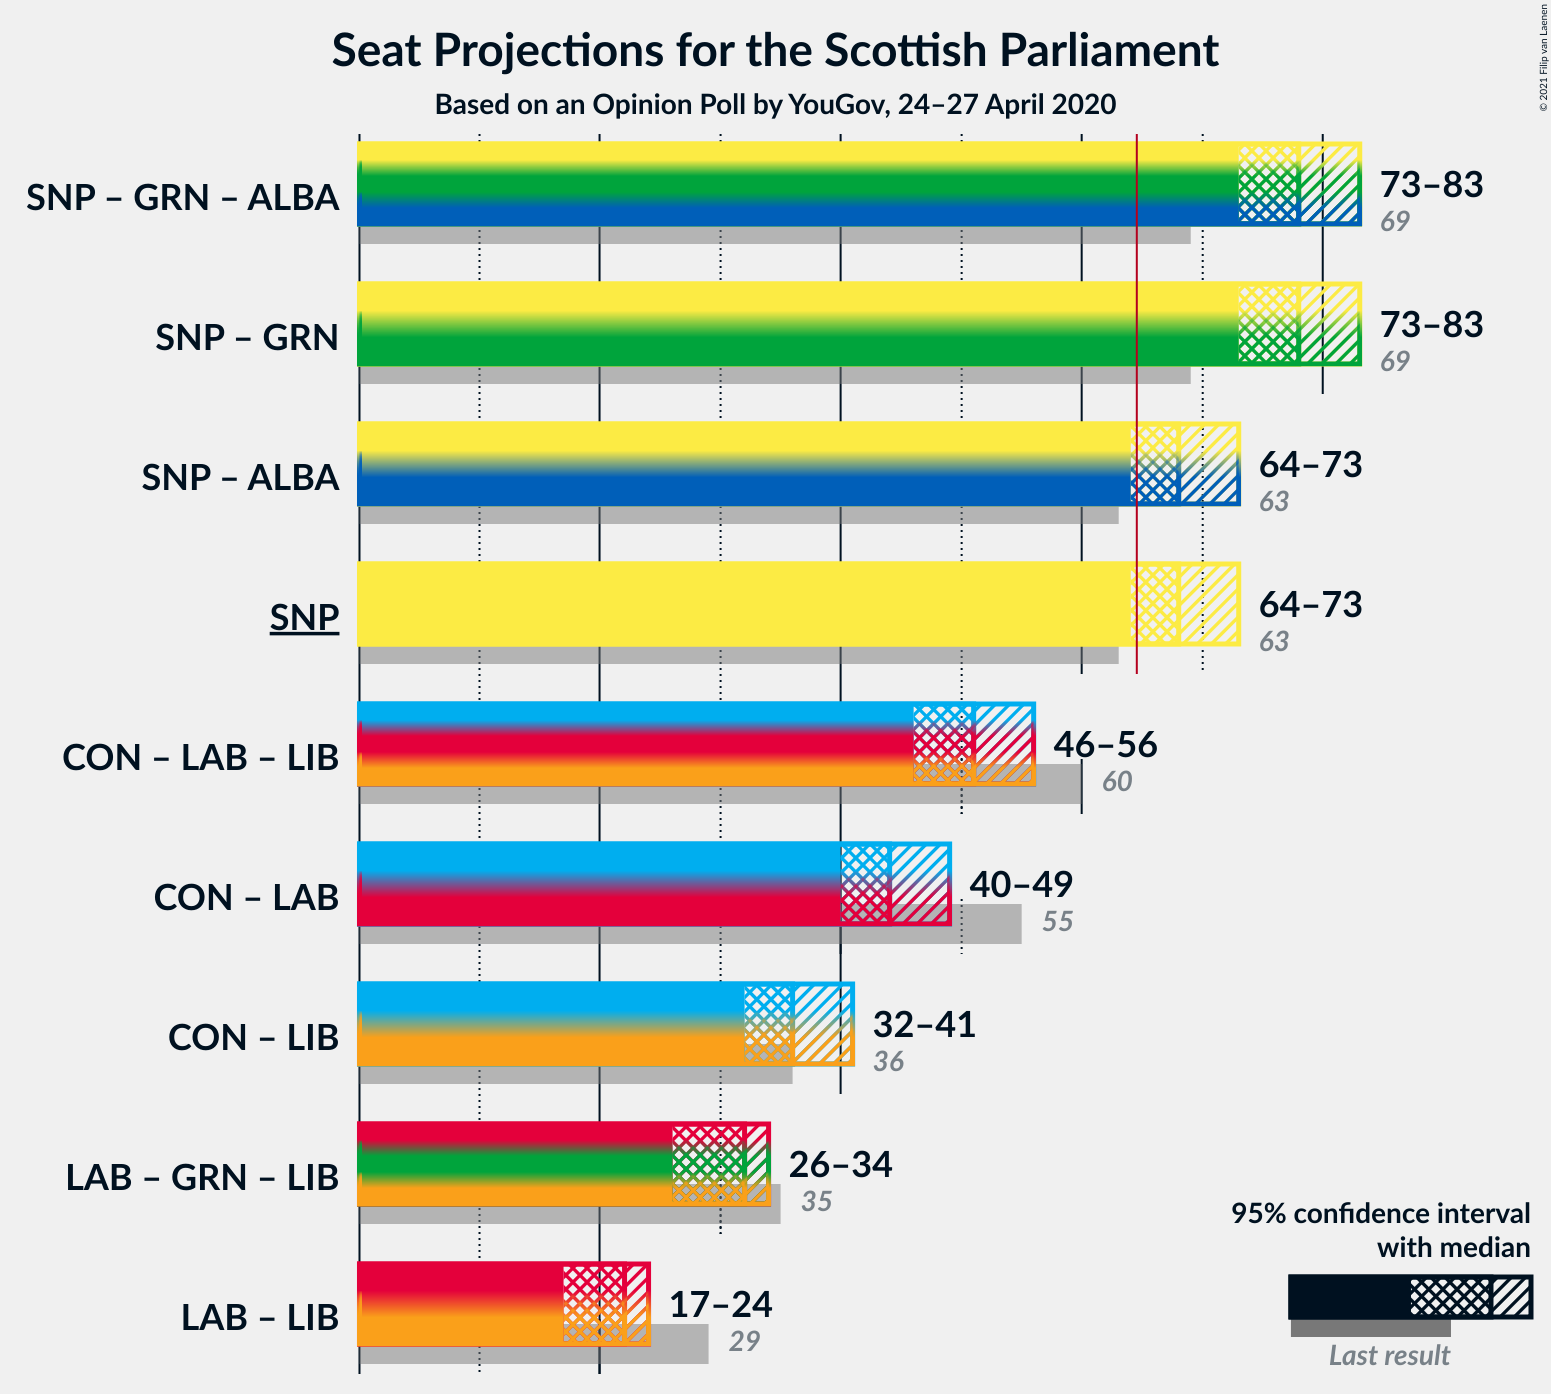 Seat Projections for the Scottish Parliament
Based on an Opinion Poll by YouGov, 24–27 April 2020
© 2021 Filip van Laenen
SNP – GRN – ALBA
73–83
69
SNP – GRN
73–83
69
SNP – ALBA
64–73
63
SNP
64–73
63
CON – LAB – LIB
46–56
60
CON – LAB
40–49
55
CON – LIB
32–41
36
LAB – GRN – LIB
26–34
35
LAB – LIB
17–24
29
95% confidence interval
with median
Last result